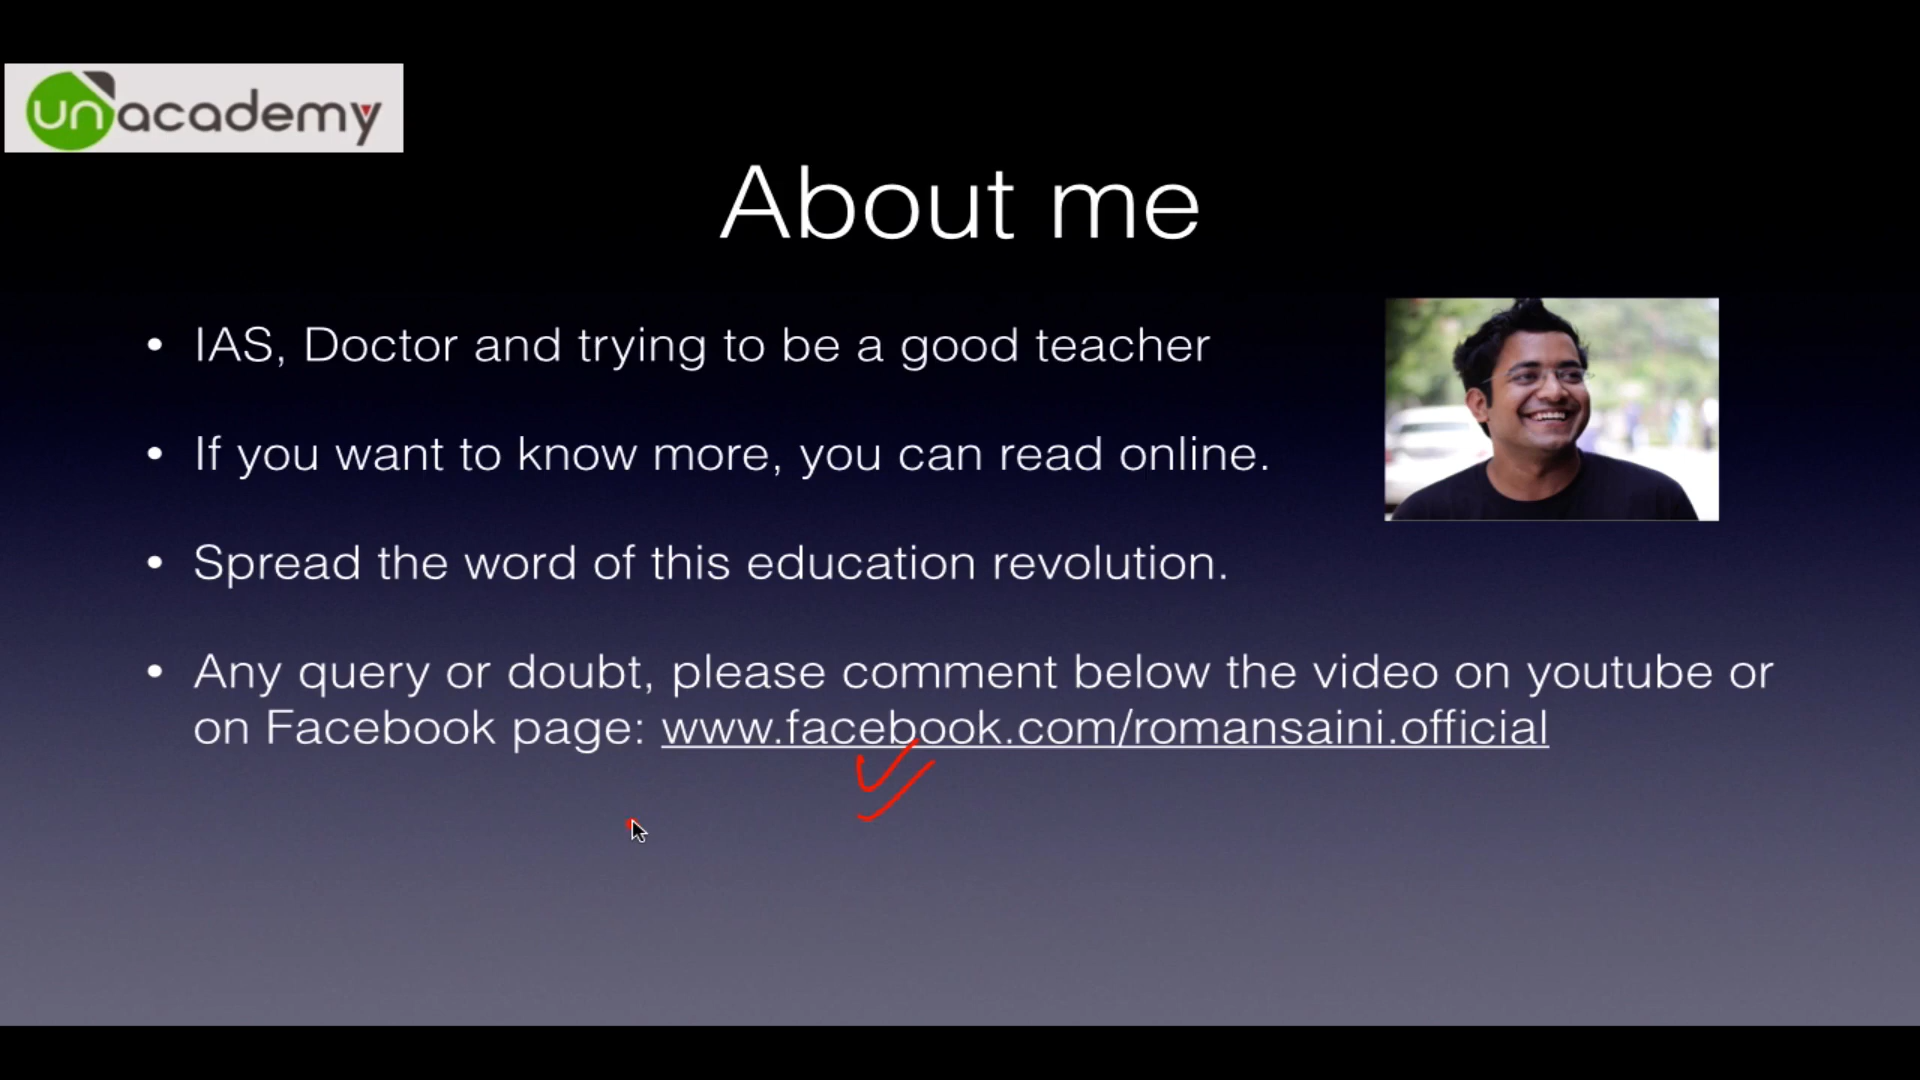 unacademy
About me
• IAS, Doctor and trying to be a good teacher
• If you want to know more, you can read online.
• Spread the word of this education revolution.
• Any query or doubt, please comment below the video on youtube or
on Facebook page: www.facebook.com/romansaini.official